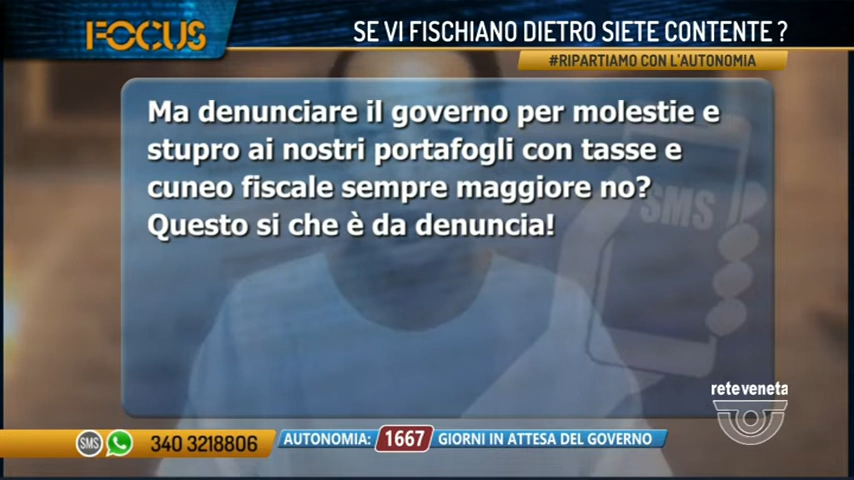 FOCUS
SE VI FISCHIANO DIETRO SIETE CONTENTE ?
#RIPARTIAMO CON L'AUTONOMIA
Ma denunciare il governo per molestie e
stupro ai nostri portafogli con tasse e
cuneo fiscale sempre maggiore no?
Questo si che è da denuncia!
SMS
reteveneta
SMS 340 3218806
AUTONOMIA: 1667 GIORNI IN ATTESA DEL GOVERNO